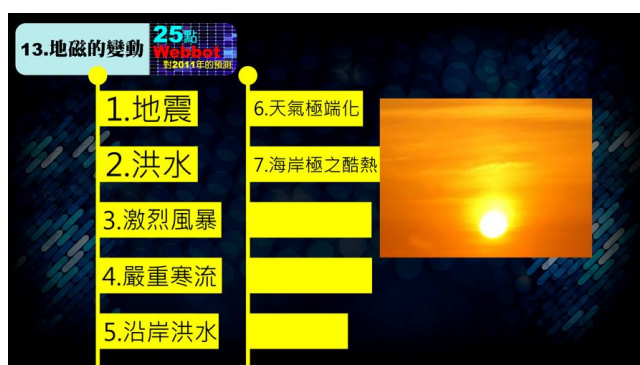 13.地磁的變動
25點
Webbot
對2011年的預測
1.地震
2.洪水
3.激烈風暴
4.嚴重寒流
5.沿岸洪水
6.天氣極端化
7.海岸極之酷熱